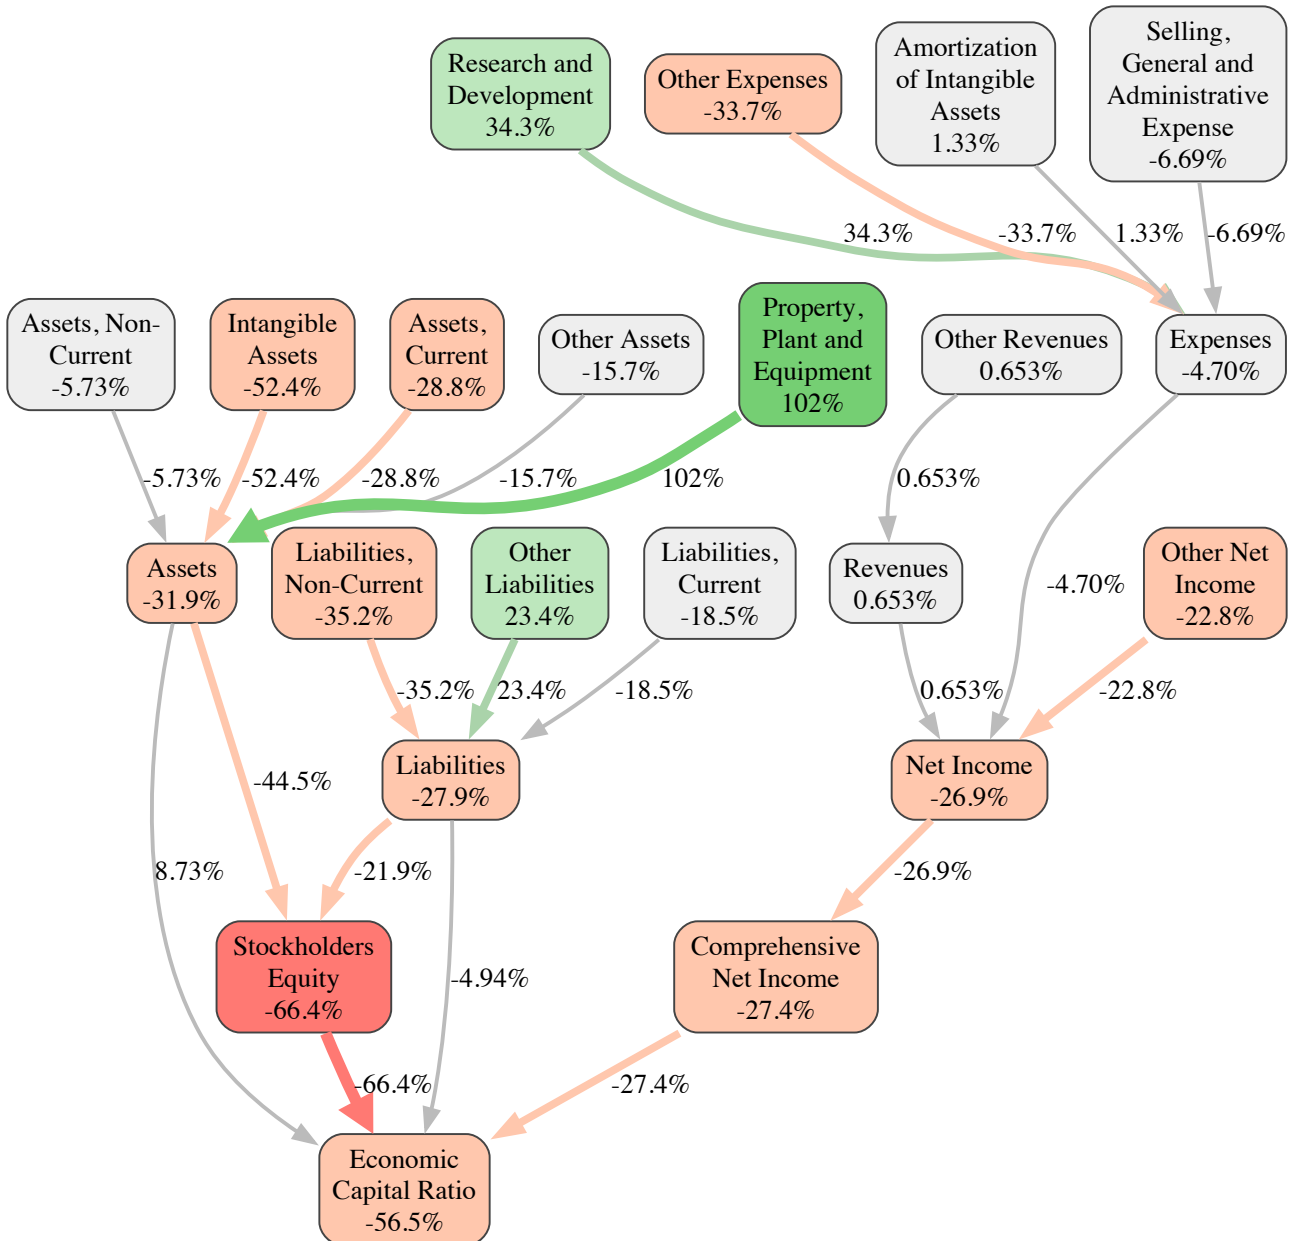 Research and
Development
34.3%
Other Expenses
-33.7%
Amortization
of Intangible
Assets
1.33%
Selling,
General and
Administrative
Expense
-6.69%
34.3%
-33.7%
1.33%
-6.69%
Assets, Non-
Current
-5.73%
Intangible
Assets
-52.4%
Assets,
Current
-28.8%
Other Assets
-15.7%
Property,
Plant and
Equipment
102%
Other Revenues
0.653%
Expenses
-4.70%
-5.73%
-52.4%
-28.8%
-15.7%
102%
0.653%
Assets
-31.9%
Liabilities,
Non-Current
-35.2%
Other
Liabilities
23.4%
Liabilities,
Current
-18.5%
Revenues
0.653%
-4.70%
Other Net
Income
-22.8%
-35.2%
23.4%
-18.5%
0.653%
-22.8%
-44.5%
Liabilities
-27.9%
Net Income
-26.9%
8.73%
-21.9%
-26.9%
Stockholders
Equity
-66.4%
-4.94%
Comprehensive
Net Income
-27.4%
-66.4%
-27.4%
Economic
Capital Ratio
-56.5%